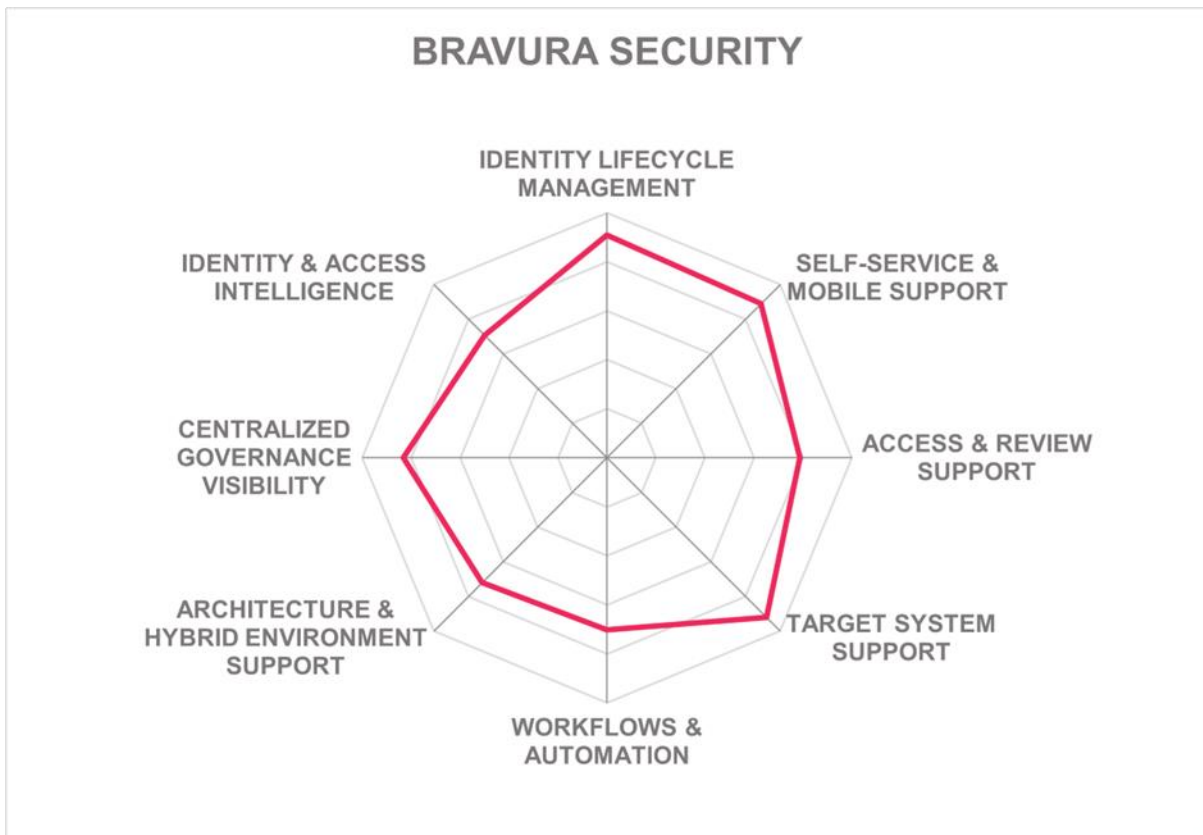 BRAVURA SECURITY
IDENTITY LIFECYCLE
MANAGEMENT
SELF-SERVICE &
MOBILE SUPPORT
ACCESS & REVIEW
SUPPORT
TARGET SYSTEM
SUPPORT
WORKFLOWS &
AUTOMATION
ARCHITECTURE &
HYBRID ENVIRONMENT
SUPPORT
CENTRALIZED
GOVERNANCE
VISIBILITY
IDENTITY & ACCESS
INTELLIGENCE